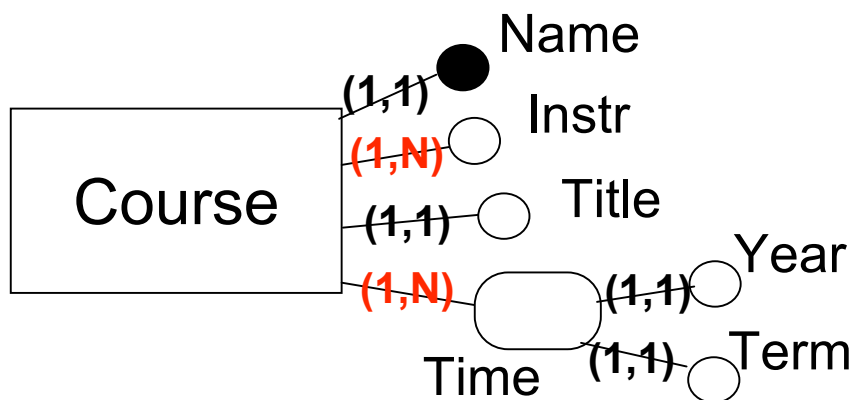 Name
(1,1)
Instr
(1,N)
Course
Title
(1,1)
Year
(1,N)
(1,1)
Term
(1,1)
Time